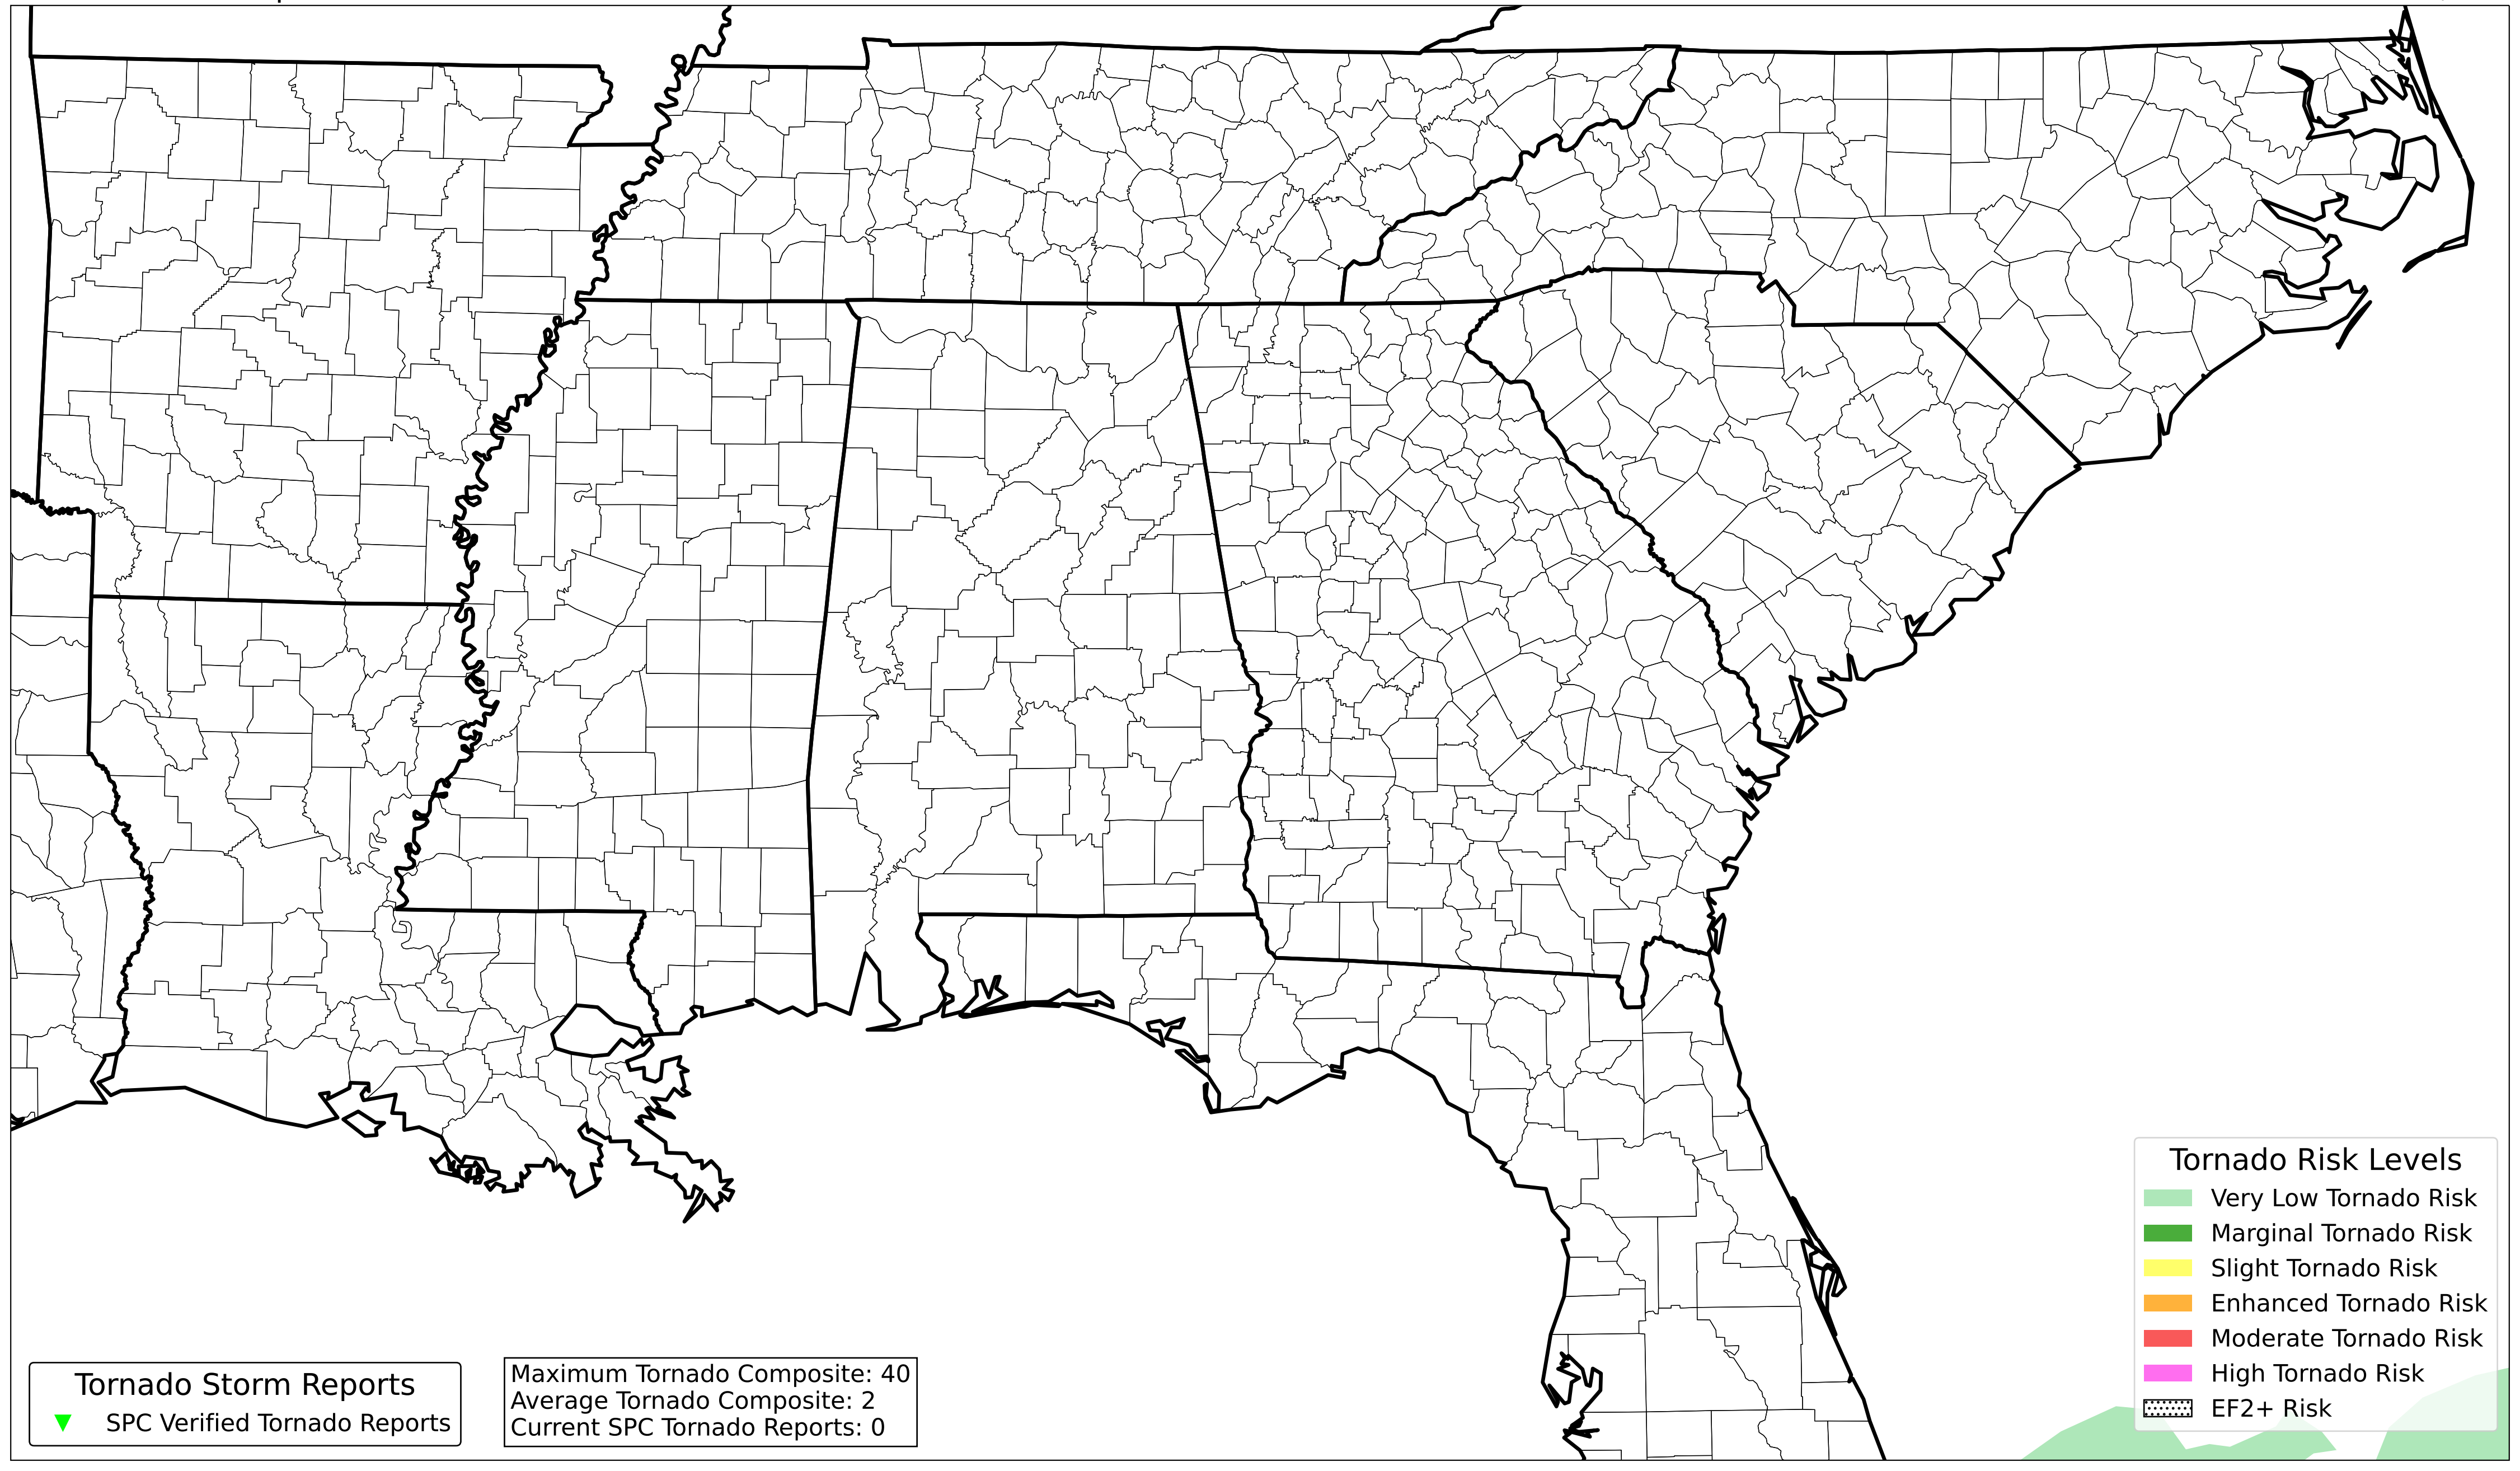 Tornado Risk Levels
Very Low Tornado Risk
Marginal Tornado Risk
Slight Tornado Risk
Enhanced Tornado Risk
Moderate Tornado Risk
High Tornado Risk
EF2+ Risk
Tornado Storm Reports
SPC Verified Tornado Reports
Maximum Tornado Composite: 40
Average Tornado Composite: 2
Current SPC Tornado Reports: 0